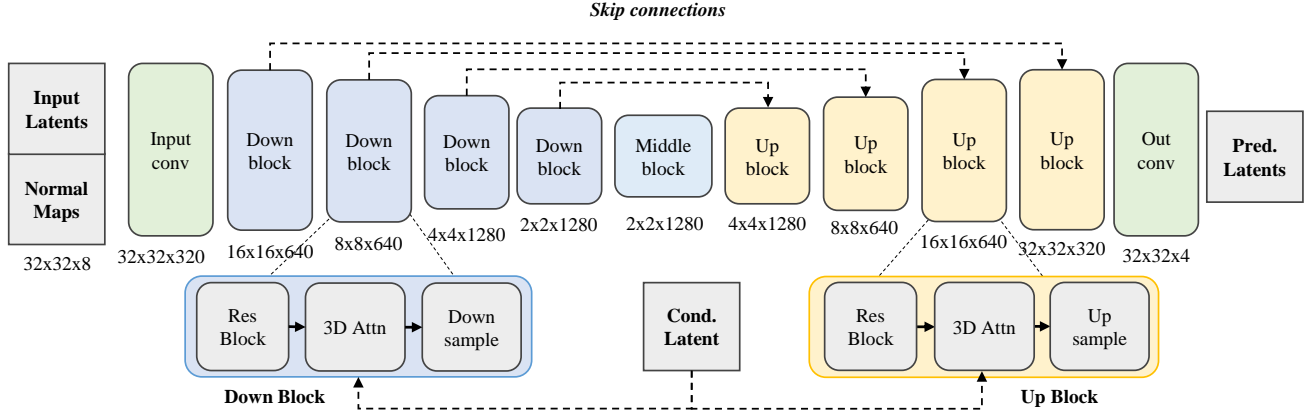 Skip connections
Input
Latents
Normal
Maps
32x32x8
Input
conv
32x32x320
Down
block
16x16x640
Down
block
8x8x640
Down
block
4x4x1280
Down
block
2x2x1280
Middle
block
2x2x1280
Up
block
4x4x1280
Up
block
8x8x640
Up
block
16x16x640
Up
block
32x32x320
Out
conv
32x32x4
Pred.
Latents
Res
Block
3D Attn
Down
sample
Down Block
Cond.
Latent
Res
Block
3D Attn
Up
sample
Up Block